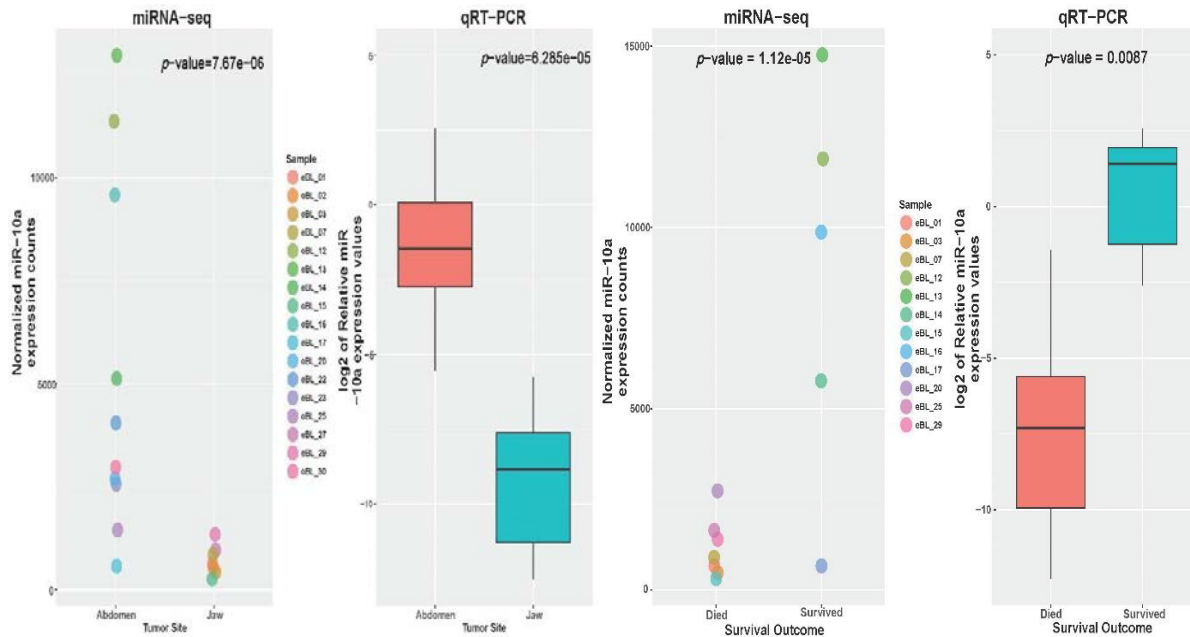 miRNA-seq
p-value=7.67e-06
Normalized miR-10a
expression counts
10000
5000
0
Abdomen
Jaw
Tumor Site
Sample
eBL_01
eBL_02
eBL_03
eBL_07
eBL_12
eBL_13
eBL_14
eBL_15
eBL_16
eBL_17
eBL_20
eBL_22
eBL_23
eBL_25
eBL_27
eBL_29
eBL_30
qRT-PCR
p-value=6.285e-05
log2 of Relative miR
-10a expression values
5
0
-5
-10
Abdomen
Jaw
Tumor Site
miRNA-seq
p-value = 1.12e-05
Normalized miR-10a
expression counts
15000
10000
5000
0
Died
Survived
Survival Outcome
Sample
eBL_01
eBL_03
eBL_07
eBL_12
eBL_13
eBL_14
eBL_15
eBL_16
eBL_17
eBL_20
eBL_25
eBL_29
qRT-PCR
p-value = 0.0087
log2 of Relative miR-10a
expression values
5
0
-5
-10
Died
Survived
Survival Outcome